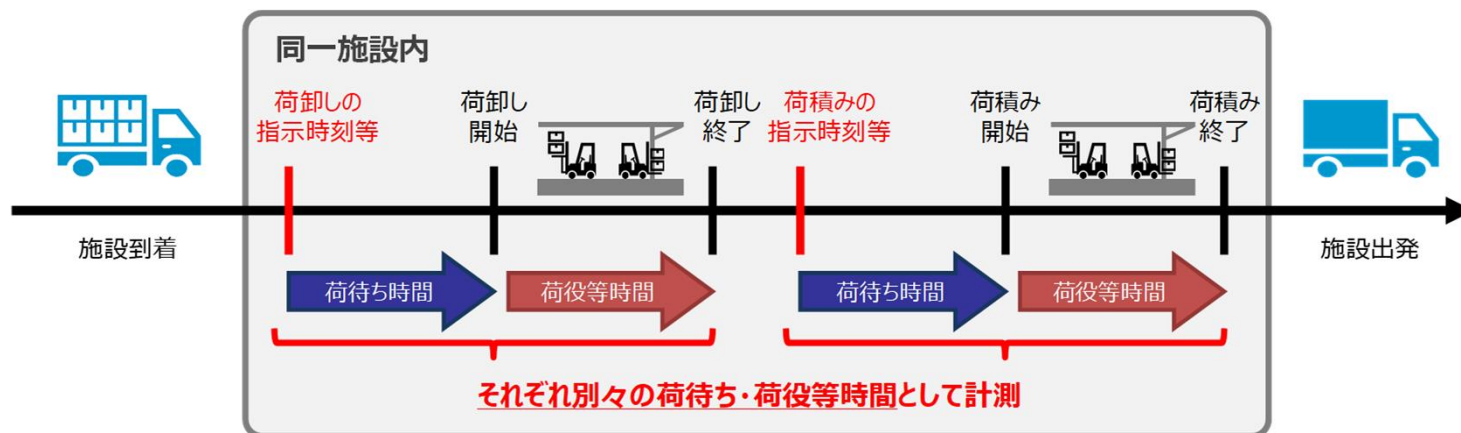 同一施設内
荷卸しの
指示時刻等
荷卸し
開始
荷卸し
終了
荷積みの
指示時刻等
荷積み
開始
荷積み
終了
施設到着
施設出発
荷待ち時間
荷役等時間
荷待ち時間
荷役等時間
それぞれ別々の荷待ち・荷役等時間として計測